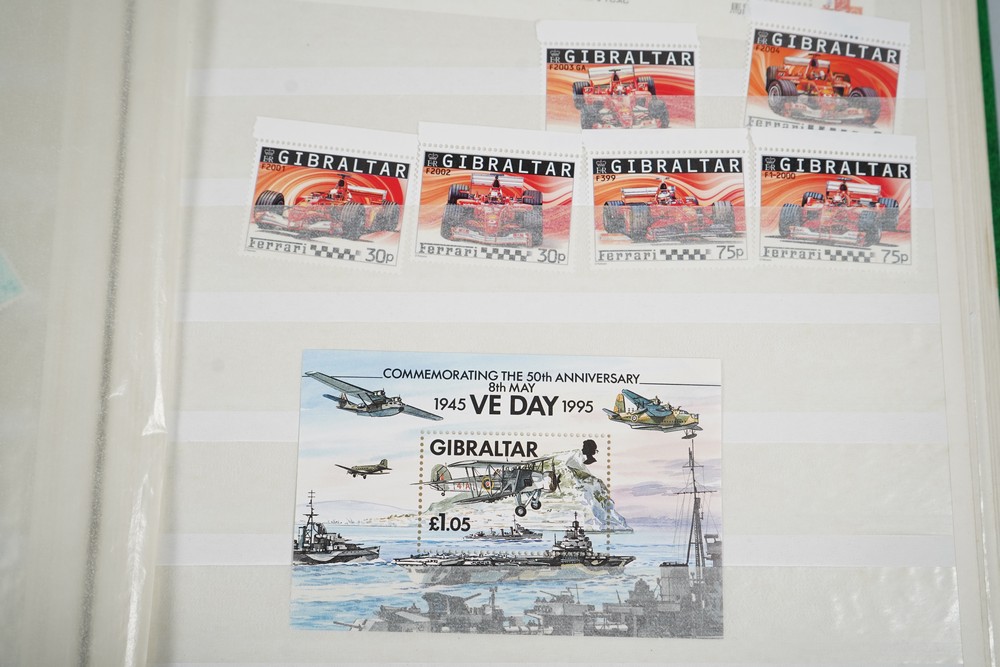 GIBRALTAR
F2003 GA
GIBRALTAR
F2004
Ferrari
GIBRALTAR
F2001
Ferrari 30p
GIBRALTAR
F2002
Ferrari 30p
GIBRALTAR
F399
Ferrari 75p
GIBRALTAR
F1-2000
Ferrari 75p
COMMEMORATING THE 50th ANNIVERSARY
8th MAY
1945 VE DAY 1995
GIBRALTAR
£1.05